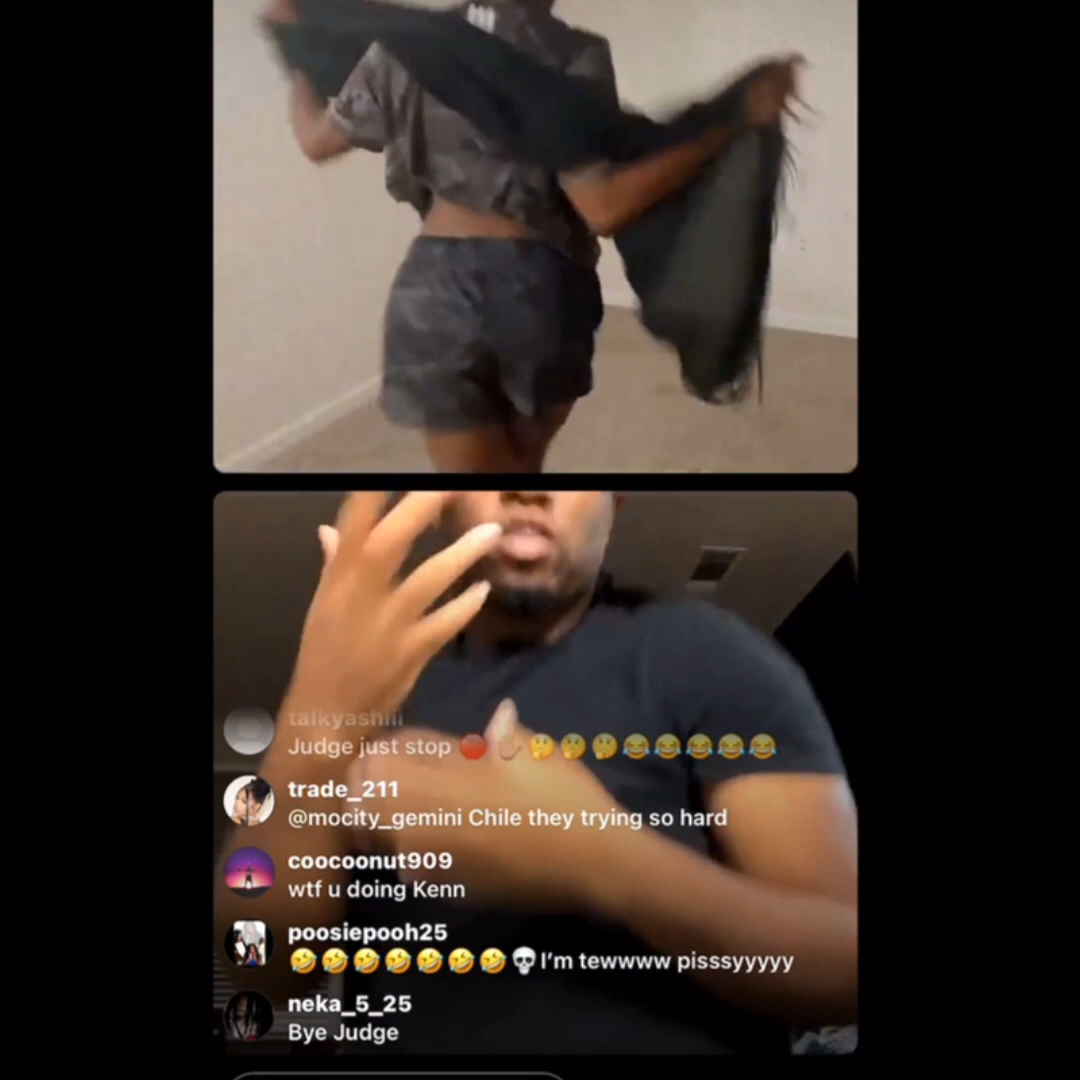 talkyashiii
Judge just stop 🔴 ✋🏽 🤔🤔🤔😂😂😂😂😂
trade_211
@mocity_gemini Chile they trying so hard
coocoonut909
wtf u doing Kenn
poosiepooh25
🤣🤣🤣🤣🤣🤣🤣💀I'm tewwww pisssyyyyy
neka_5_25
Bye Judge